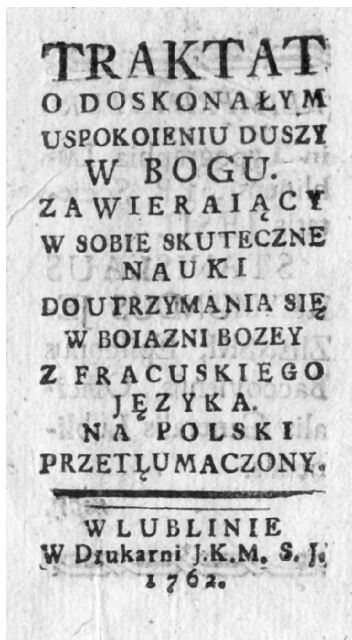 TRAKTAT
O DOSKONAŁYM
USPOKOIENIU DUSZY
W BOGU.
ZAWIERAIĄCY
W SOBIE SKUTECZNE
NAUKI
DO UTRZYMANIA SIĘ
W BOIAZNI BOZEY
Z FRACUSKIEGO
JĘZYKA.
NA POLSKI
PRZETŁUMACZONY.
W LUBLINIE
W Drukarni J.K.M. S. J.
1762.